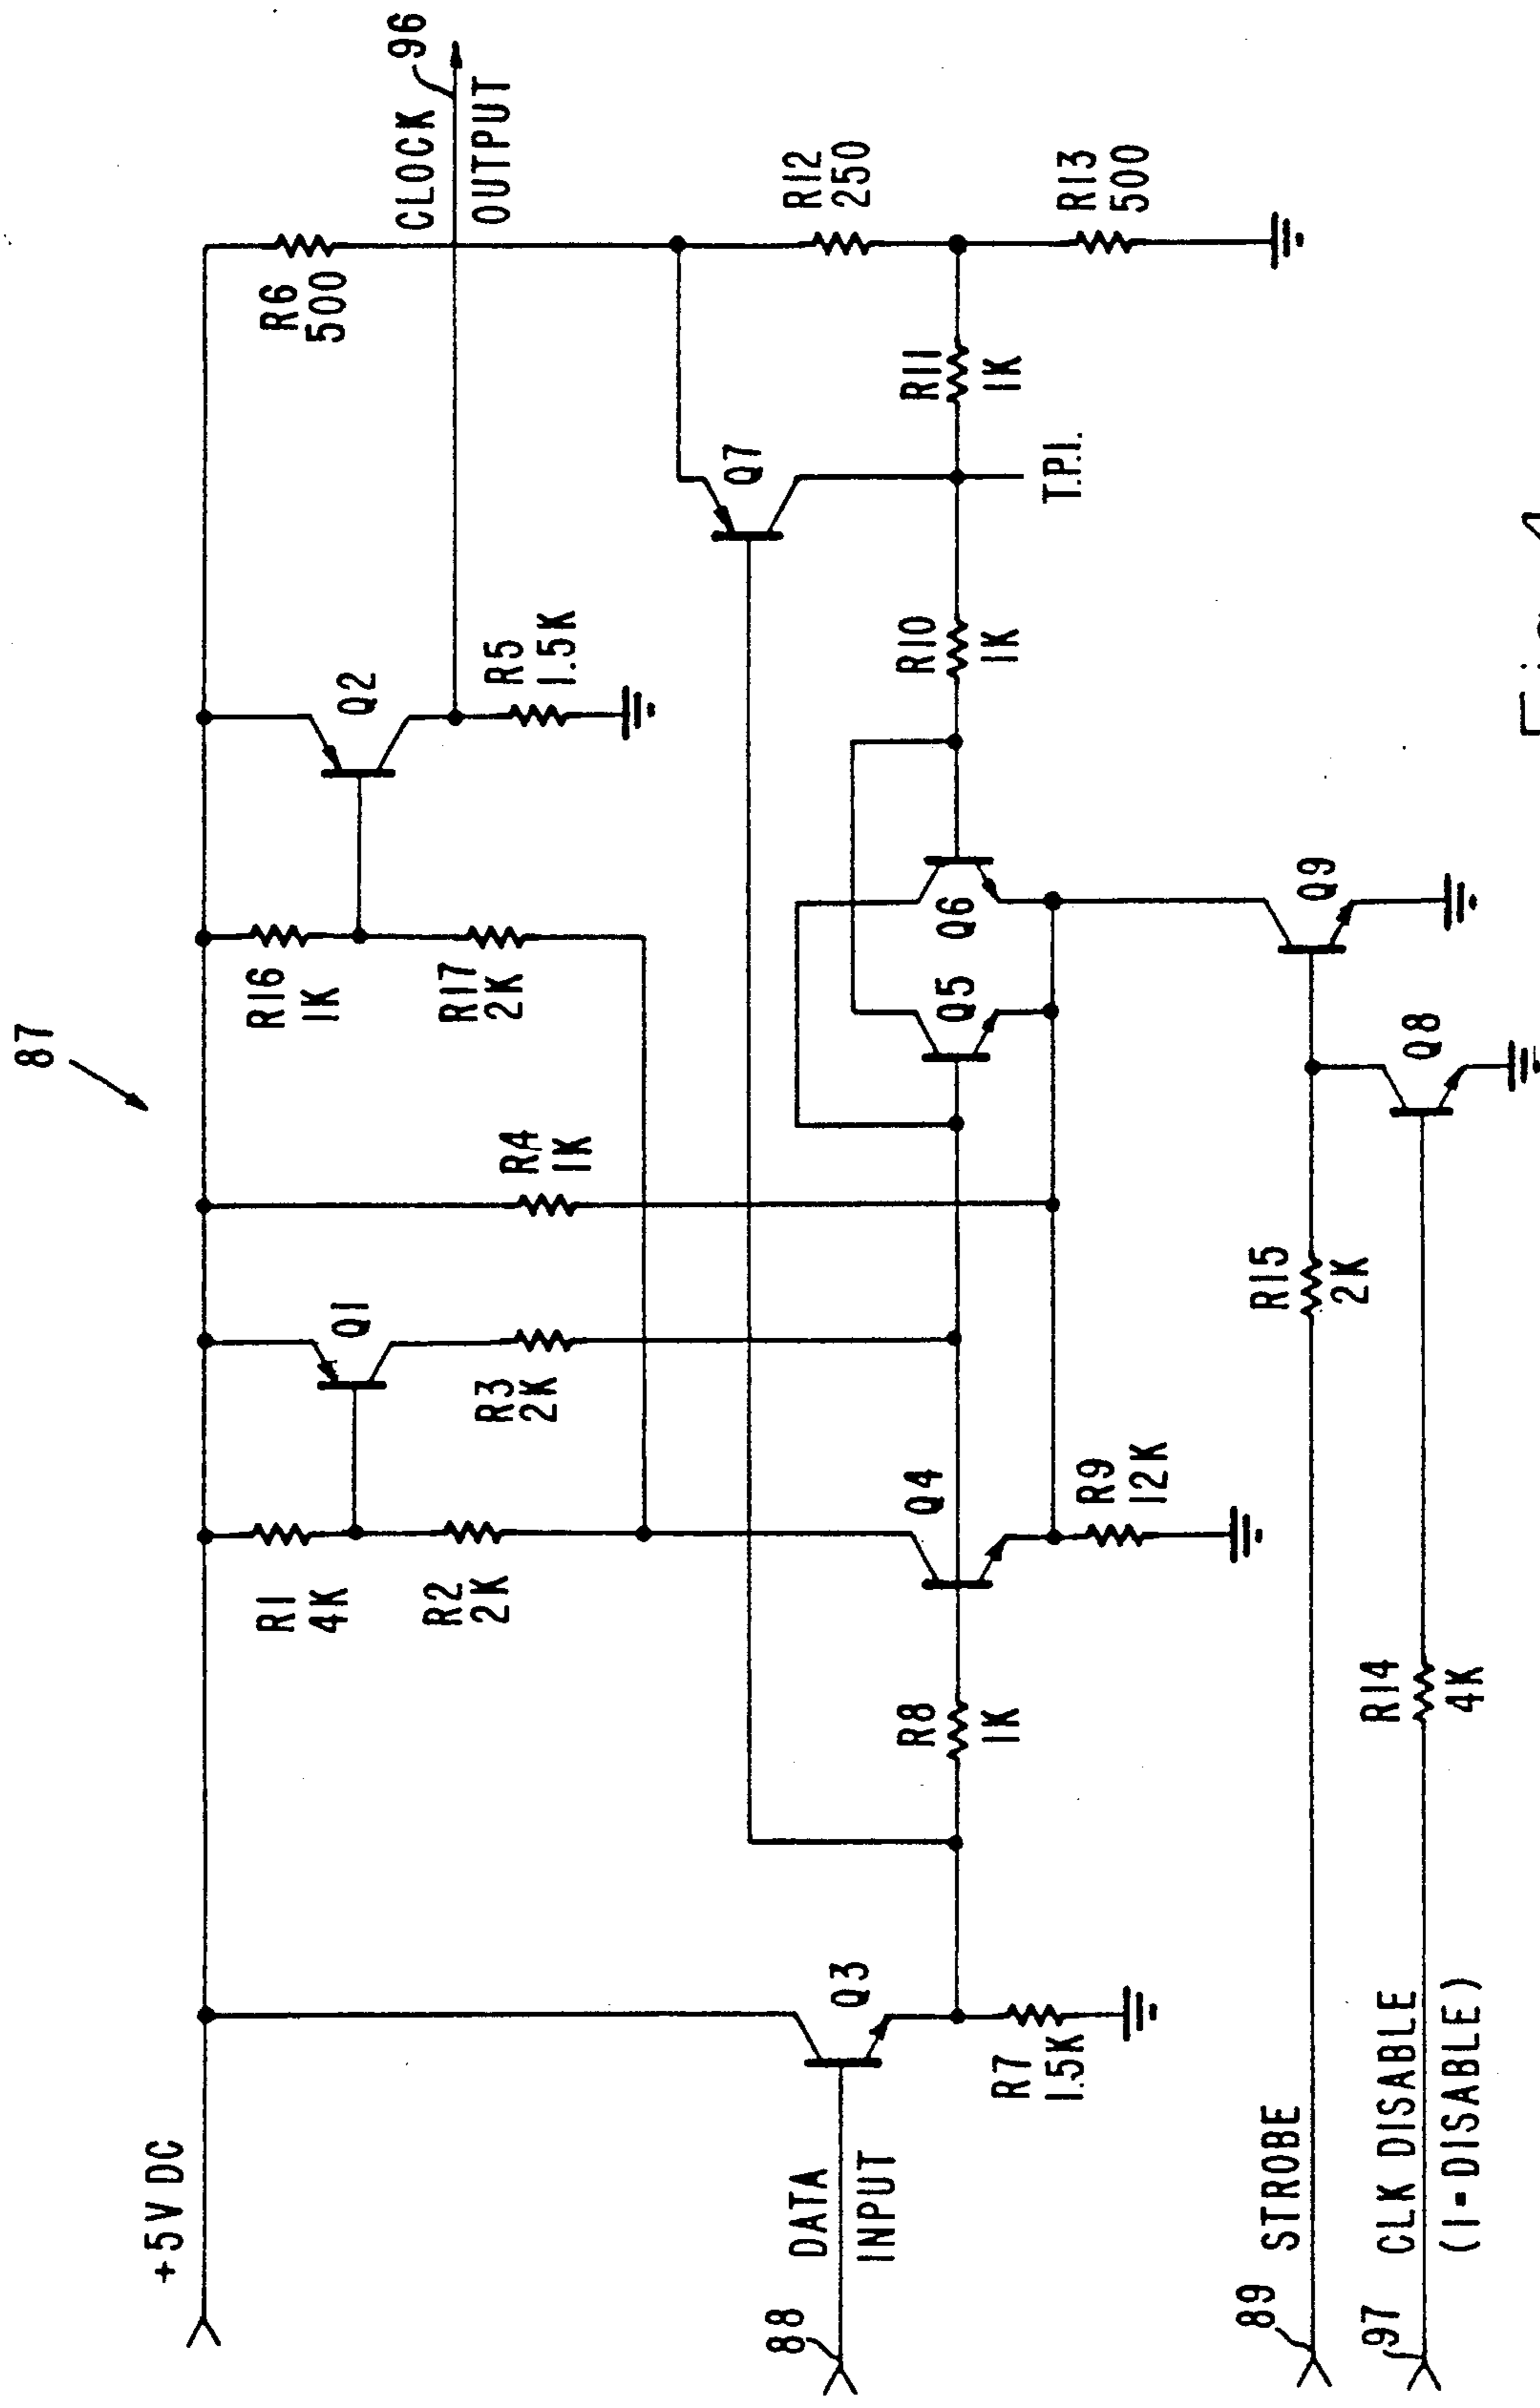 87
+5V DC
R1
4K
R2
2K
Q1
R3
2K
R4
1K
R16
1K
R17
2K
Q2
R5
1.5K
R6
500
CLOCK
OUTPUT
96
88
DATA
INPUT
Q3
R7
1.5K
R8
1K
Q4
R9
12K
Q5
Q6
R10
1K
Q7
T.P.I.
R11
1K
R12
250
R13
500
89
STROBE
R15
2K
Q9
97
CLK DISABLE
(1=DISABLE)
R14
4K
Q8